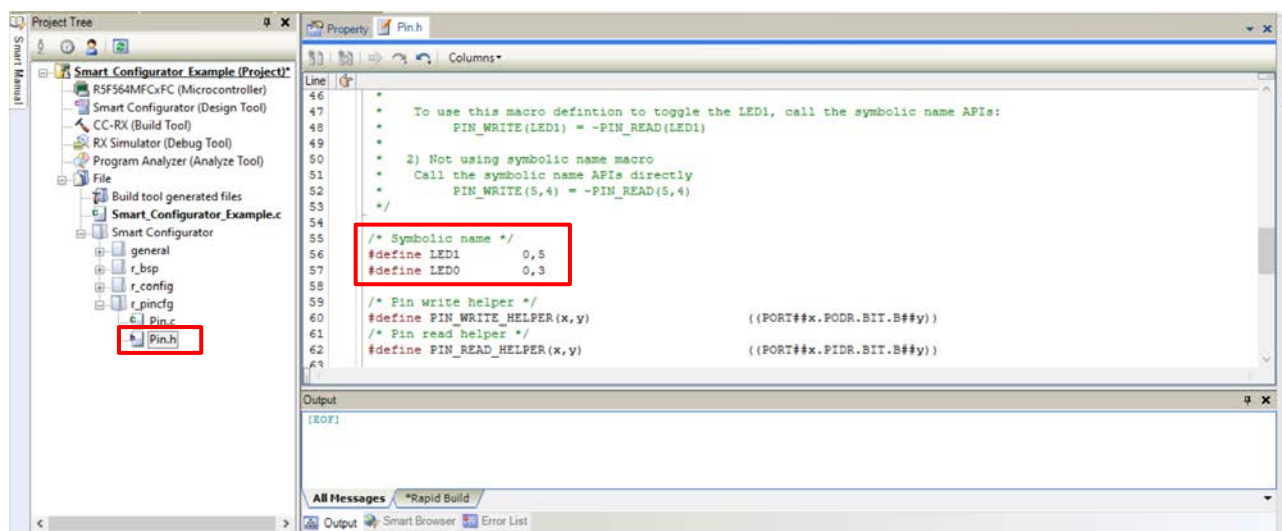 Smart Manual
Project Tree
Smart Configurator Example (Project)*
R5F564MFCxFC (Microcontroller)
Smart Configurator (Design Tool)
CC-RX (Build Tool)
RX Simulator (Debug Tool)
Program Analyzer (Analyze Tool)
File
Build tool generated files
Smart_Configurator_Example.c
Smart Configurator
general
r_bsp
r_config
r_pincfg
Pin.c
Pin.h
Property Pin.h
Columns
Line
46 *
47 * To use this macro defintion to toggle the LED1, call the symbolic name APIs:
48 * PIN_WRITE(LED1) = ~PIN_READ(LED1)
49 *
50 * 2) Not using symbolic name macro
51 * Call the symbolic name APIs directly
52 * PIN_WRITE(5,4) = ~PIN_READ(5,4)
53 */
54
55 /* Symbolic name */
56 #define LED1 0,5
57 #define LED0 0,3
58
59 /* Pin write helper */
60 #define PIN_WRITE_HELPER(x,y) ((PORT##x.PODR.BIT.B##y))
61 /* Pin read helper */
62 #define PIN_READ_HELPER(x,y) ((PORT##x.PIDR.BIT.B##y))
63
Output
[EOF]
All Messages *Rapid Build
Output Smart Browser Error List